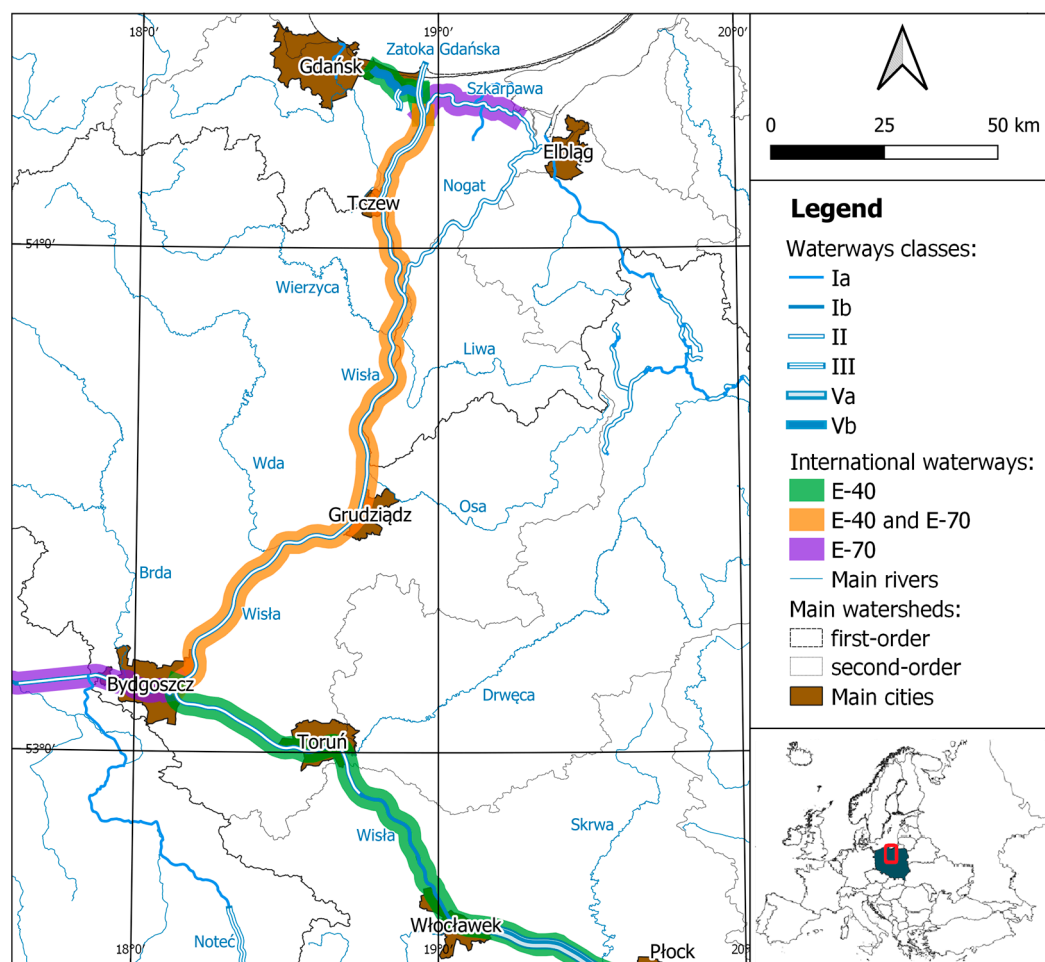 18°0′
19°0′
20°0′
Zatoka Gdańska
Gdańsk
Szkarpawa
Elbląg
Nogat
Tczew
54°0′
Wierzyca
Liwa
Wisła
Wda
Osa
Grudziądz
Brda
Wisła
Bydgoszcz
Drwęca
Toruń
53°0′
Wisła
Skrwa
Włocławek
Noteć
Płock
18°0′
19°0′
20°
0
25
50 km
Legend
Waterways classes:
Ia
Ib
II
III
Va
Vb
International waterways:
E-40
E-40 and E-70
E-70
Main rivers
Main watersheds:
first-order
second-order
Main cities